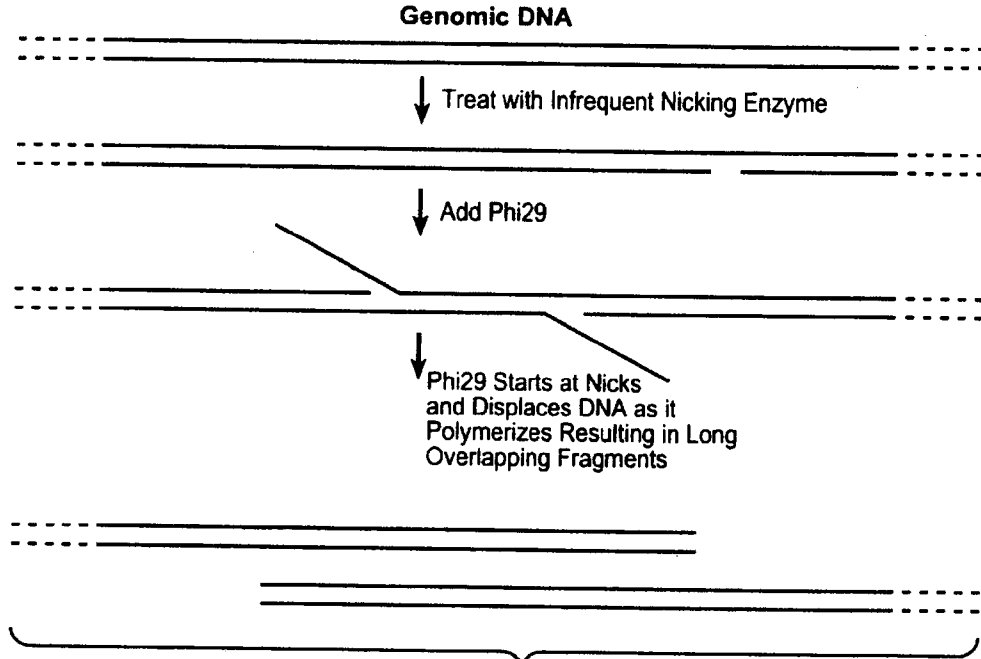 Genomic DNA
Treat with Infrequent Nicking Enzyme
Add Phi29
Phi29 Starts at Nicks
and Displaces DNA as it
Polymerizes Resulting in Long
Overlapping Fragments